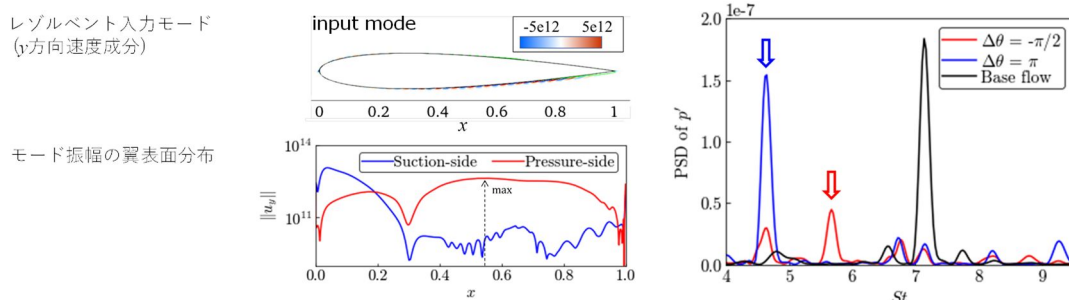 レゾルベント入力モード
(y方向速度成分)
input mode
-5e12 5e12
0 0.2 0.4 0.6 0.8 1
x
モード振幅の翼表面分布
10^14
10^11
||u_y||
Suction-side Pressure-side
max
0.0 0.2 0.4 0.6 0.8 1.0
x
1e-7
2.0
1.5
1.0
0.5
0.0
PSD of p′
Δθ = -π/2
Δθ = π
Base flow
4 5 6 7 8 9
St